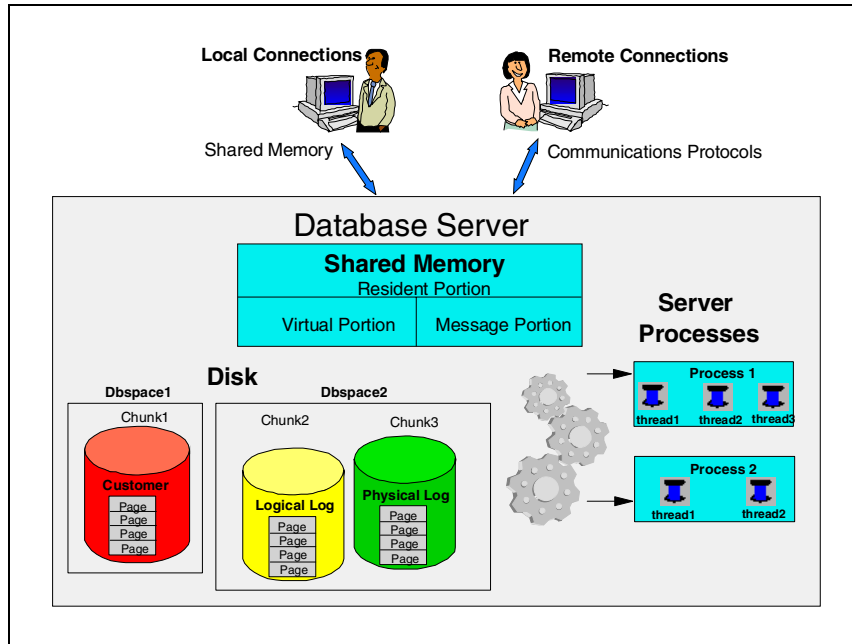 Local Connections
Remote Connections
Shared Memory
Communications Protocols
Database Server
Shared Memory
Resident Portion
Virtual Portion
Message Portion
Server
Processes
Disk
Dbspace1
Chunk1
Customer
Page
Page
Page
Page
Dbspace2
Chunk2
Logical Log
Page
Page
Page
Page
Chunk3
Physical Log
Page
Page
Page
Page
Process 1
thread1
thread2
thread3
Process 2
thread1
thread2